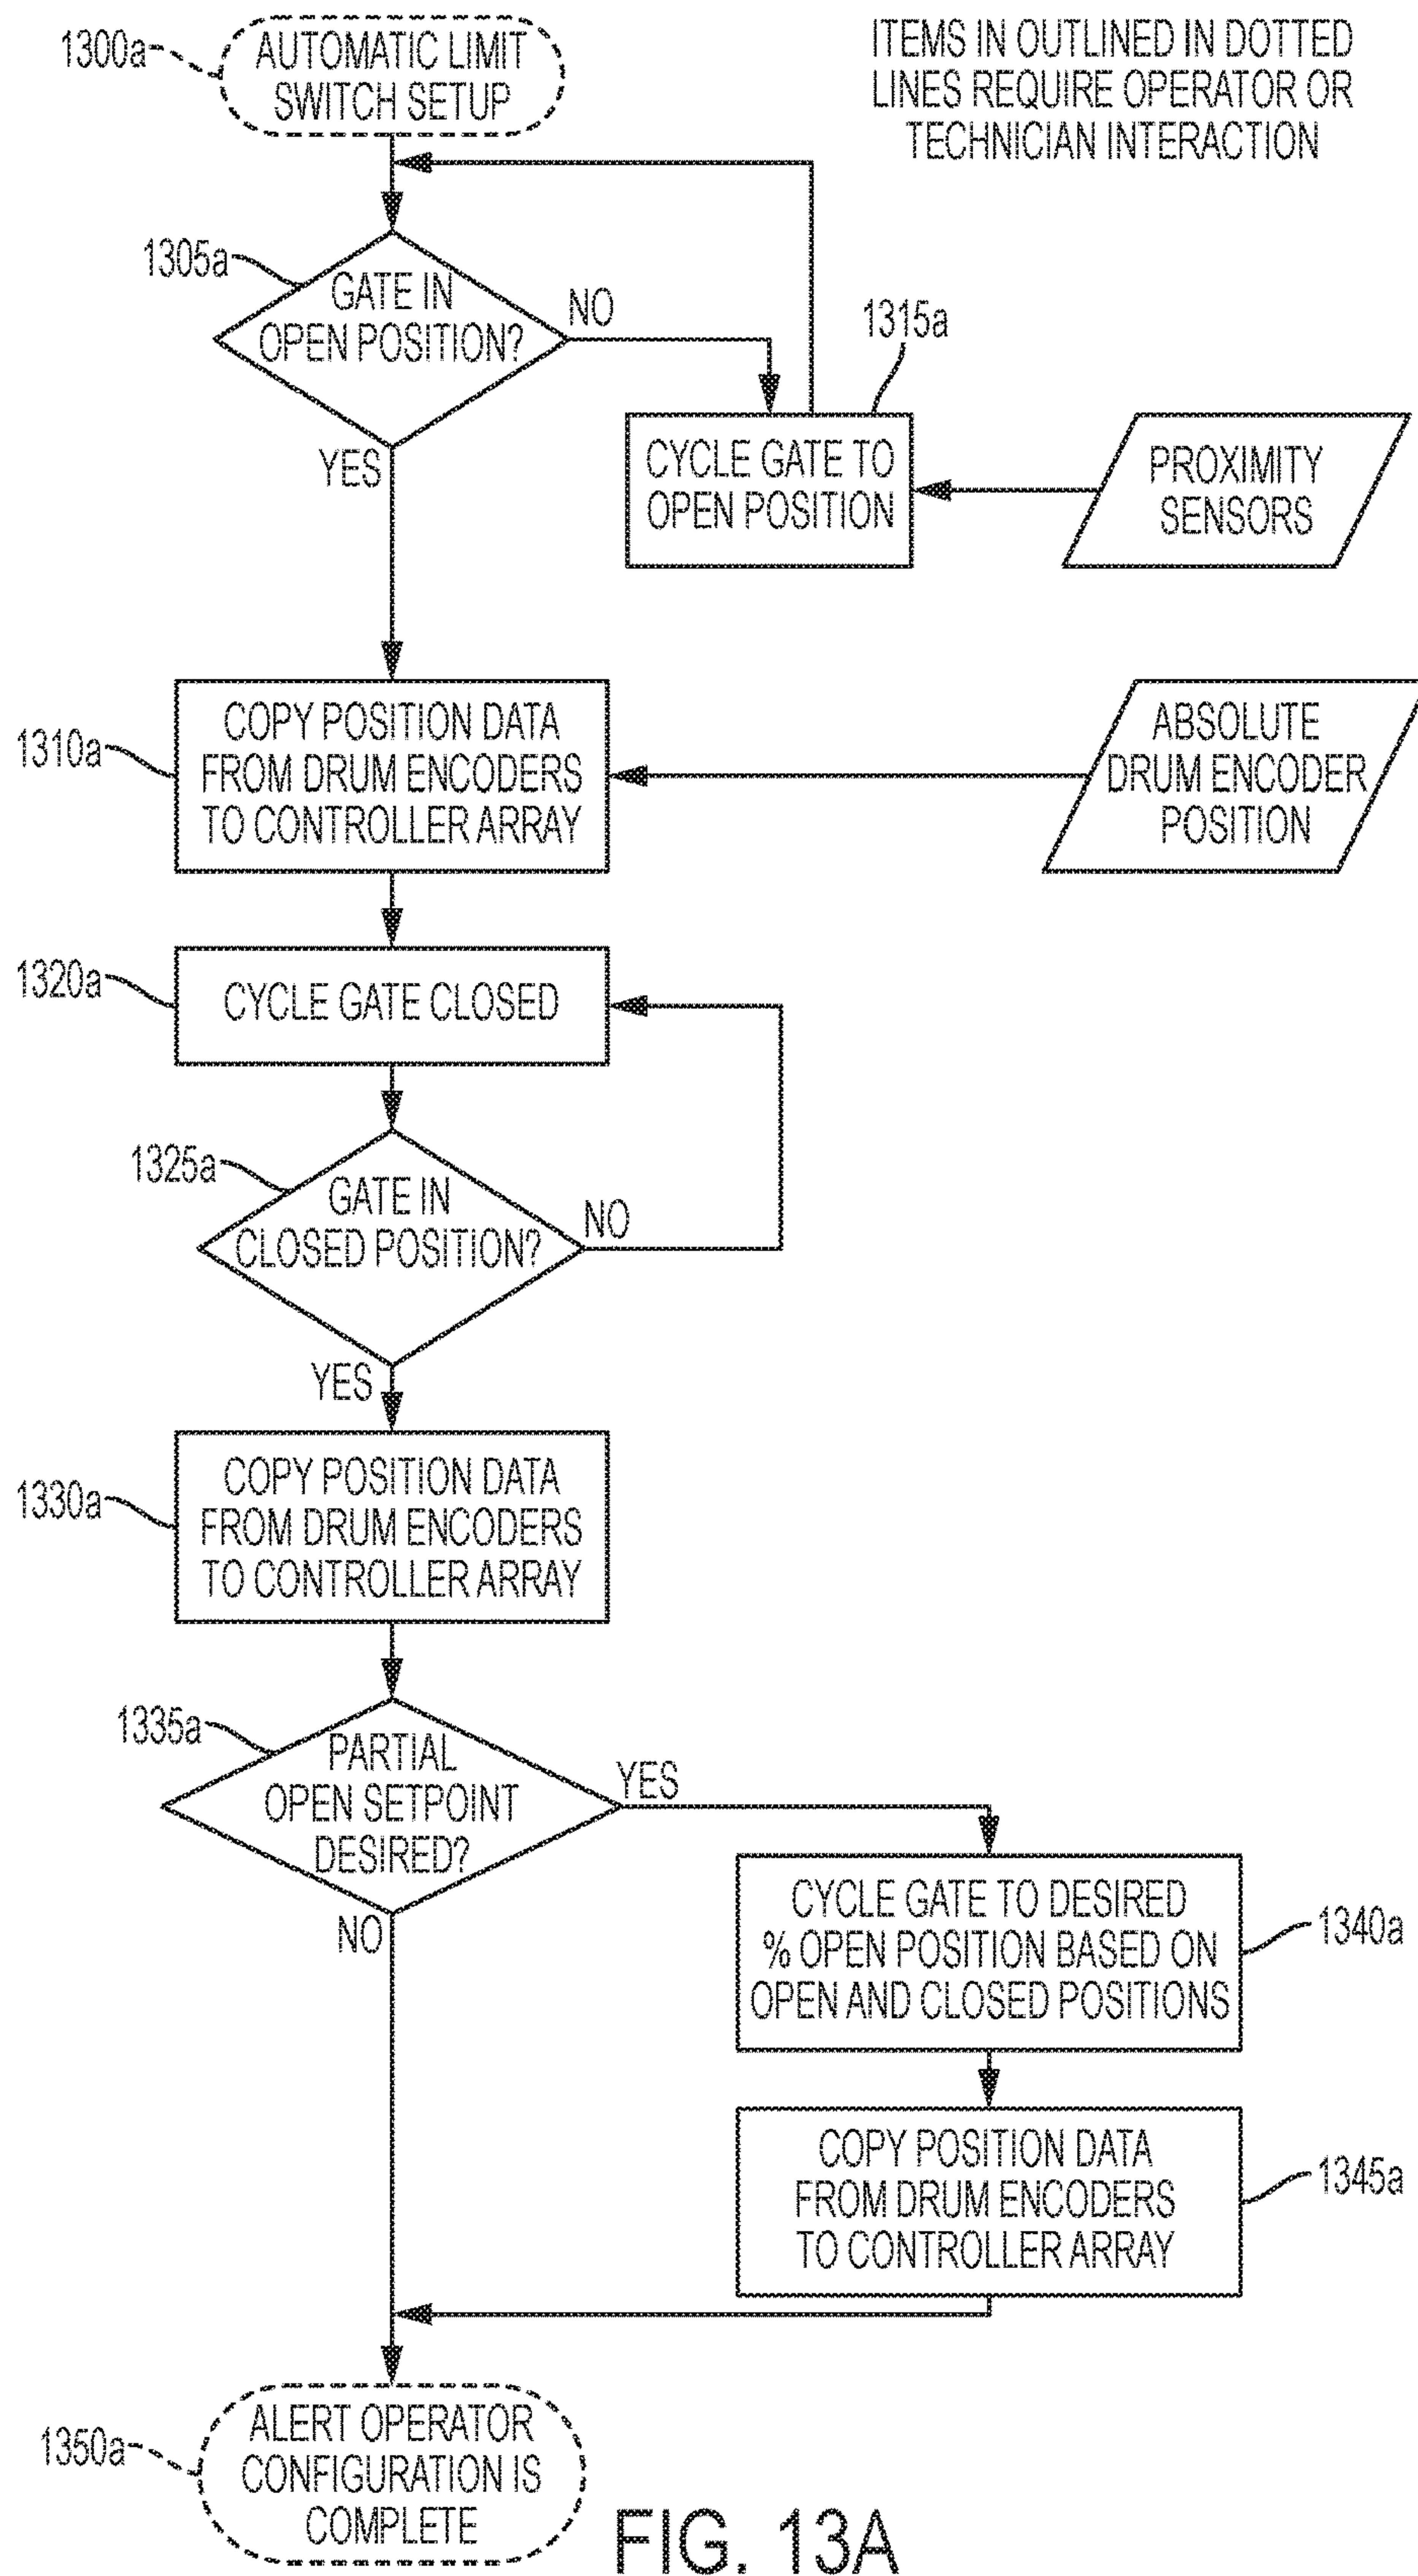 1300a
AUTOMATIC LIMIT
SWITCH SETUP
ITEMS IN OUTLINED IN DOTTED
LINES REQUIRE OPERATOR OR
TECHNICIAN INTERACTION
1305a
GATE IN
OPEN POSITION?
NO
YES
1315a
CYCLE GATE TO
OPEN POSITION
PROXIMITY
SENSORS
1310a
COPY POSITION DATA
FROM DRUM ENCODERS
TO CONTROLLER ARRAY
ABSOLUTE
DRUM ENCODER
POSITION
1320a
CYCLE GATE CLOSED
1325a
GATE IN
CLOSED POSITION?
NO
YES
1330a
COPY POSITION DATA
FROM DRUM ENCODERS
TO CONTROLLER ARRAY
1335a
PARTIAL
OPEN SETPOINT
DESIRED?
YES
NO
CYCLE GATE TO DESIRED
% OPEN POSITION BASED ON
OPEN AND CLOSED POSITIONS
1340a
COPY POSITION DATA
FROM DRUM ENCODERS
TO CONTROLLER ARRAY
1345a
1350a
ALERT OPERATOR
CONFIGURATION IS
COMPLETE
FIG. 13A